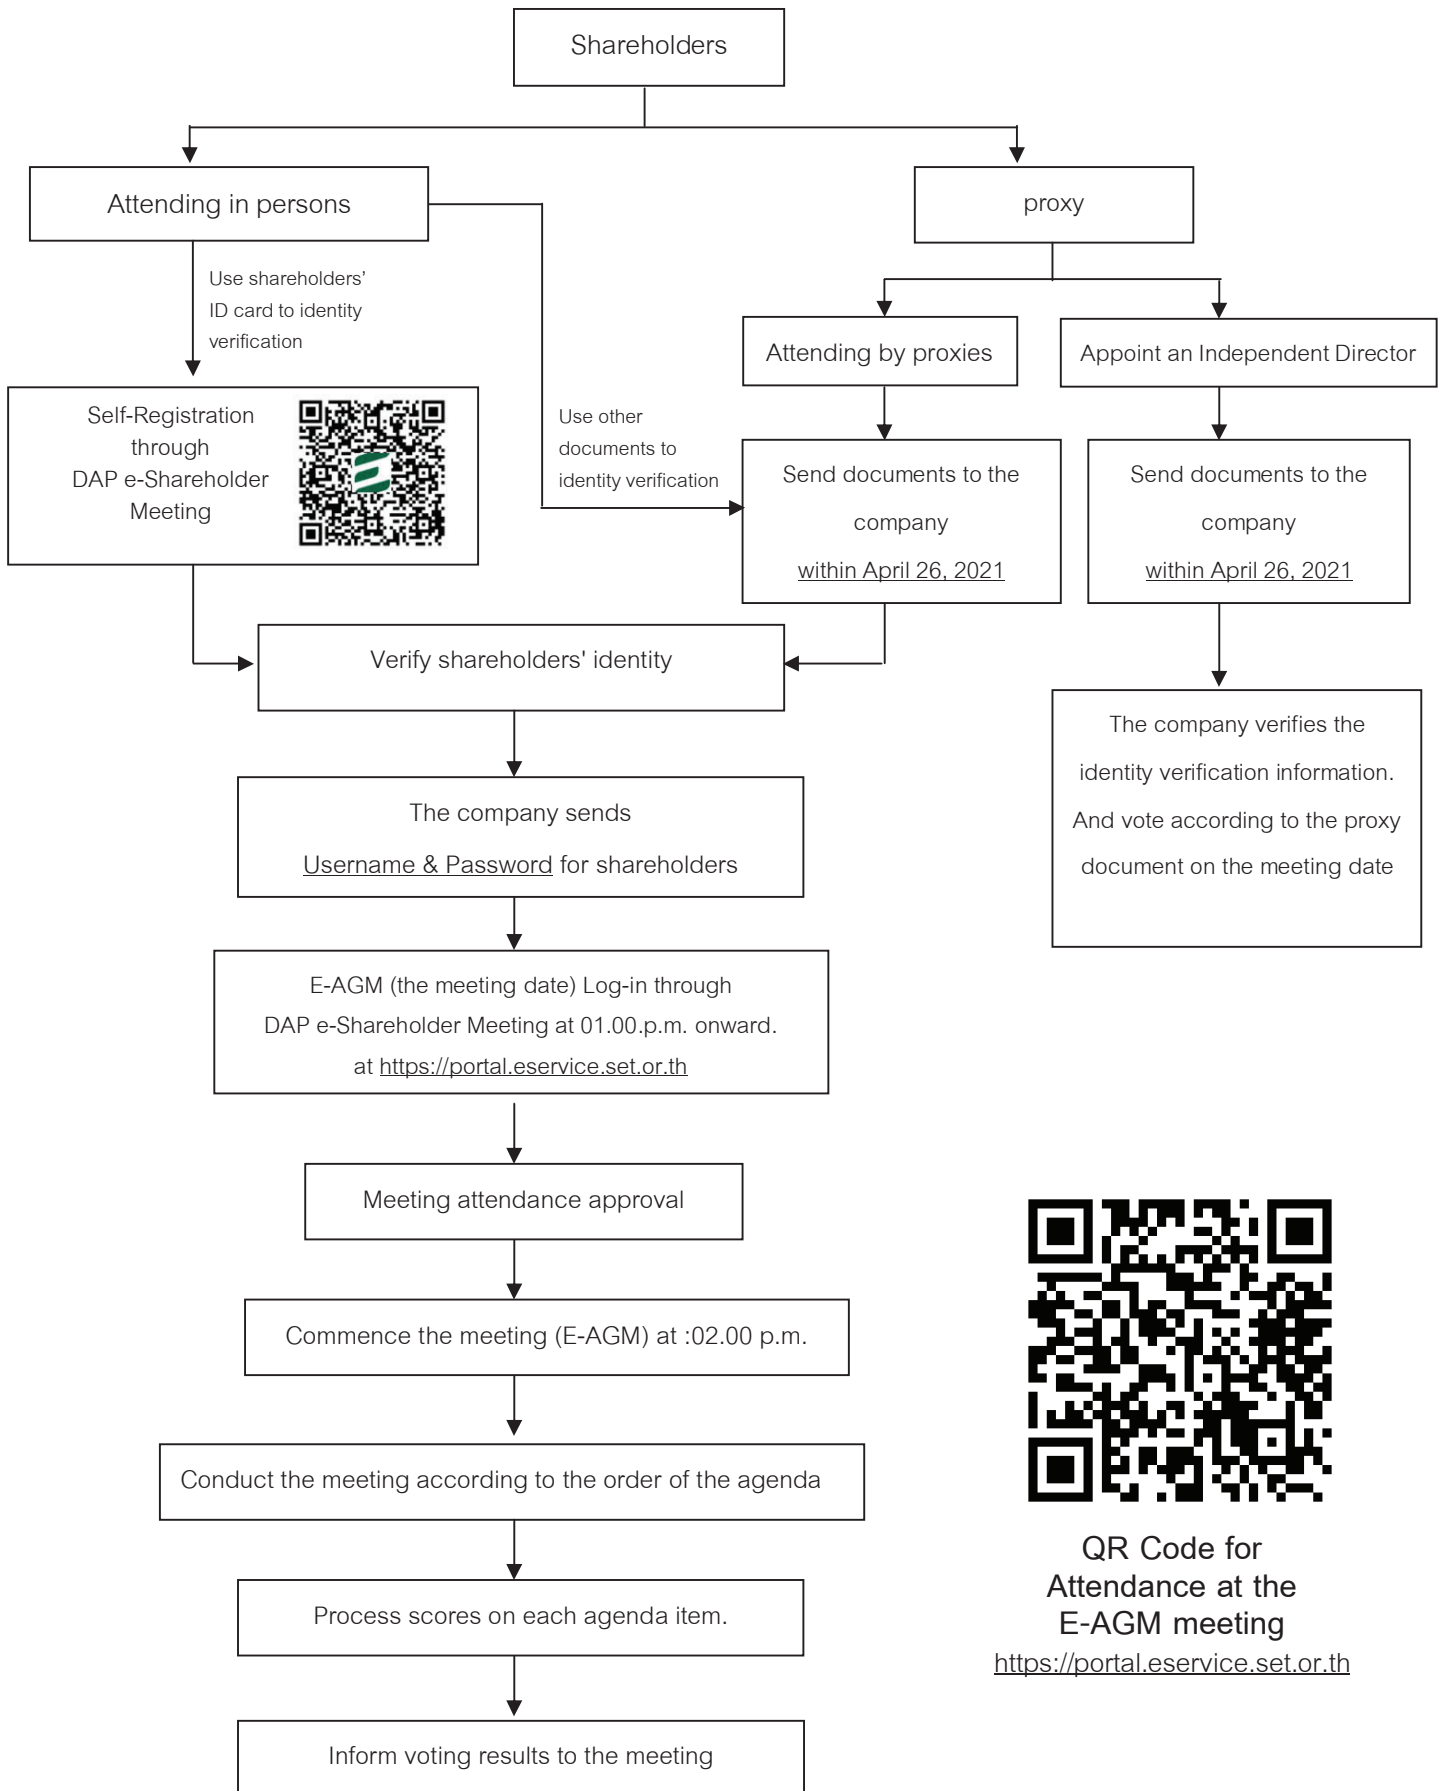 Shareholders
Attending in persons
proxy
Use shareholders'
ID card to identity
verification
Attending by proxies
Appoint an Independent Director
Self-Registration
through
DAP e-Shareholder
Meeting
Use other
documents to
identity verification
Send documents to the
company
within April 26, 2021
Send documents to the
company
within April 26, 2021
Verify shareholders' identity
The company verifies the
identity verification information.
And vote according to the proxy
document on the meeting date
The company sends
Username & Password for shareholders
E-AGM (the meeting date) Log-in through
DAP e-Shareholder Meeting at 01.00.p.m. onward.
at https://portal.eservice.set.or.th
Meeting attendance approval
Commence the meeting (E-AGM) at :02.00 p.m.
Conduct the meeting according to the order of the agenda
Process scores on each agenda item.
Inform voting results to the meeting
QR Code for
Attendance at the
E-AGM meeting
https://portal.eservice.set.or.th